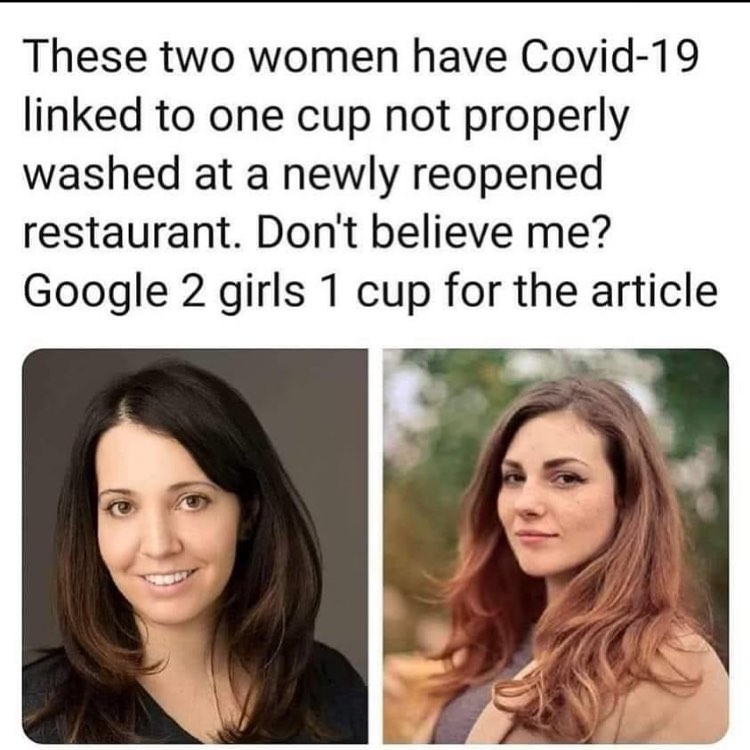 These two women have Covid-19
linked to one cup not properly
washed at a newly reopened
restaurant. Don't believe me?
Google 2 girls 1 cup for the article